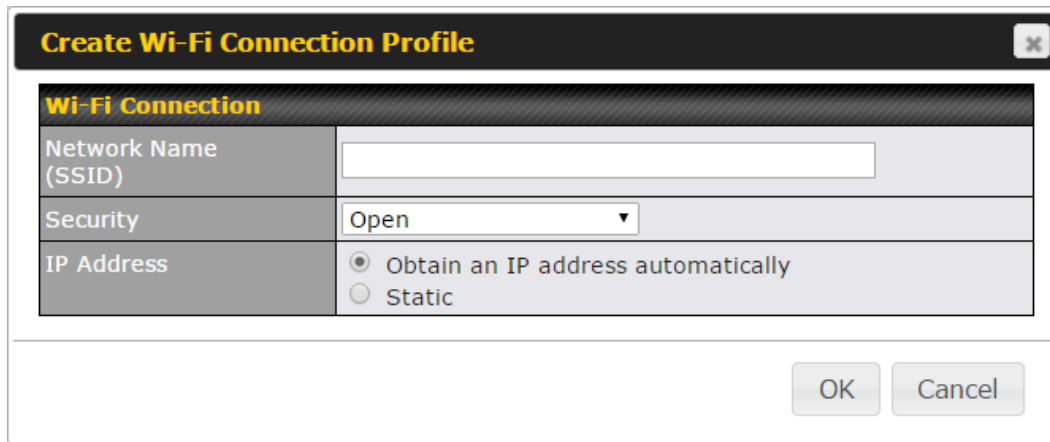 Create Wi-Fi Connection Profile
Wi-Fi Connection
Network Name
(SSID)
Security
Open
IP Address
Obtain an IP address automatically
Static
OK
Cancel